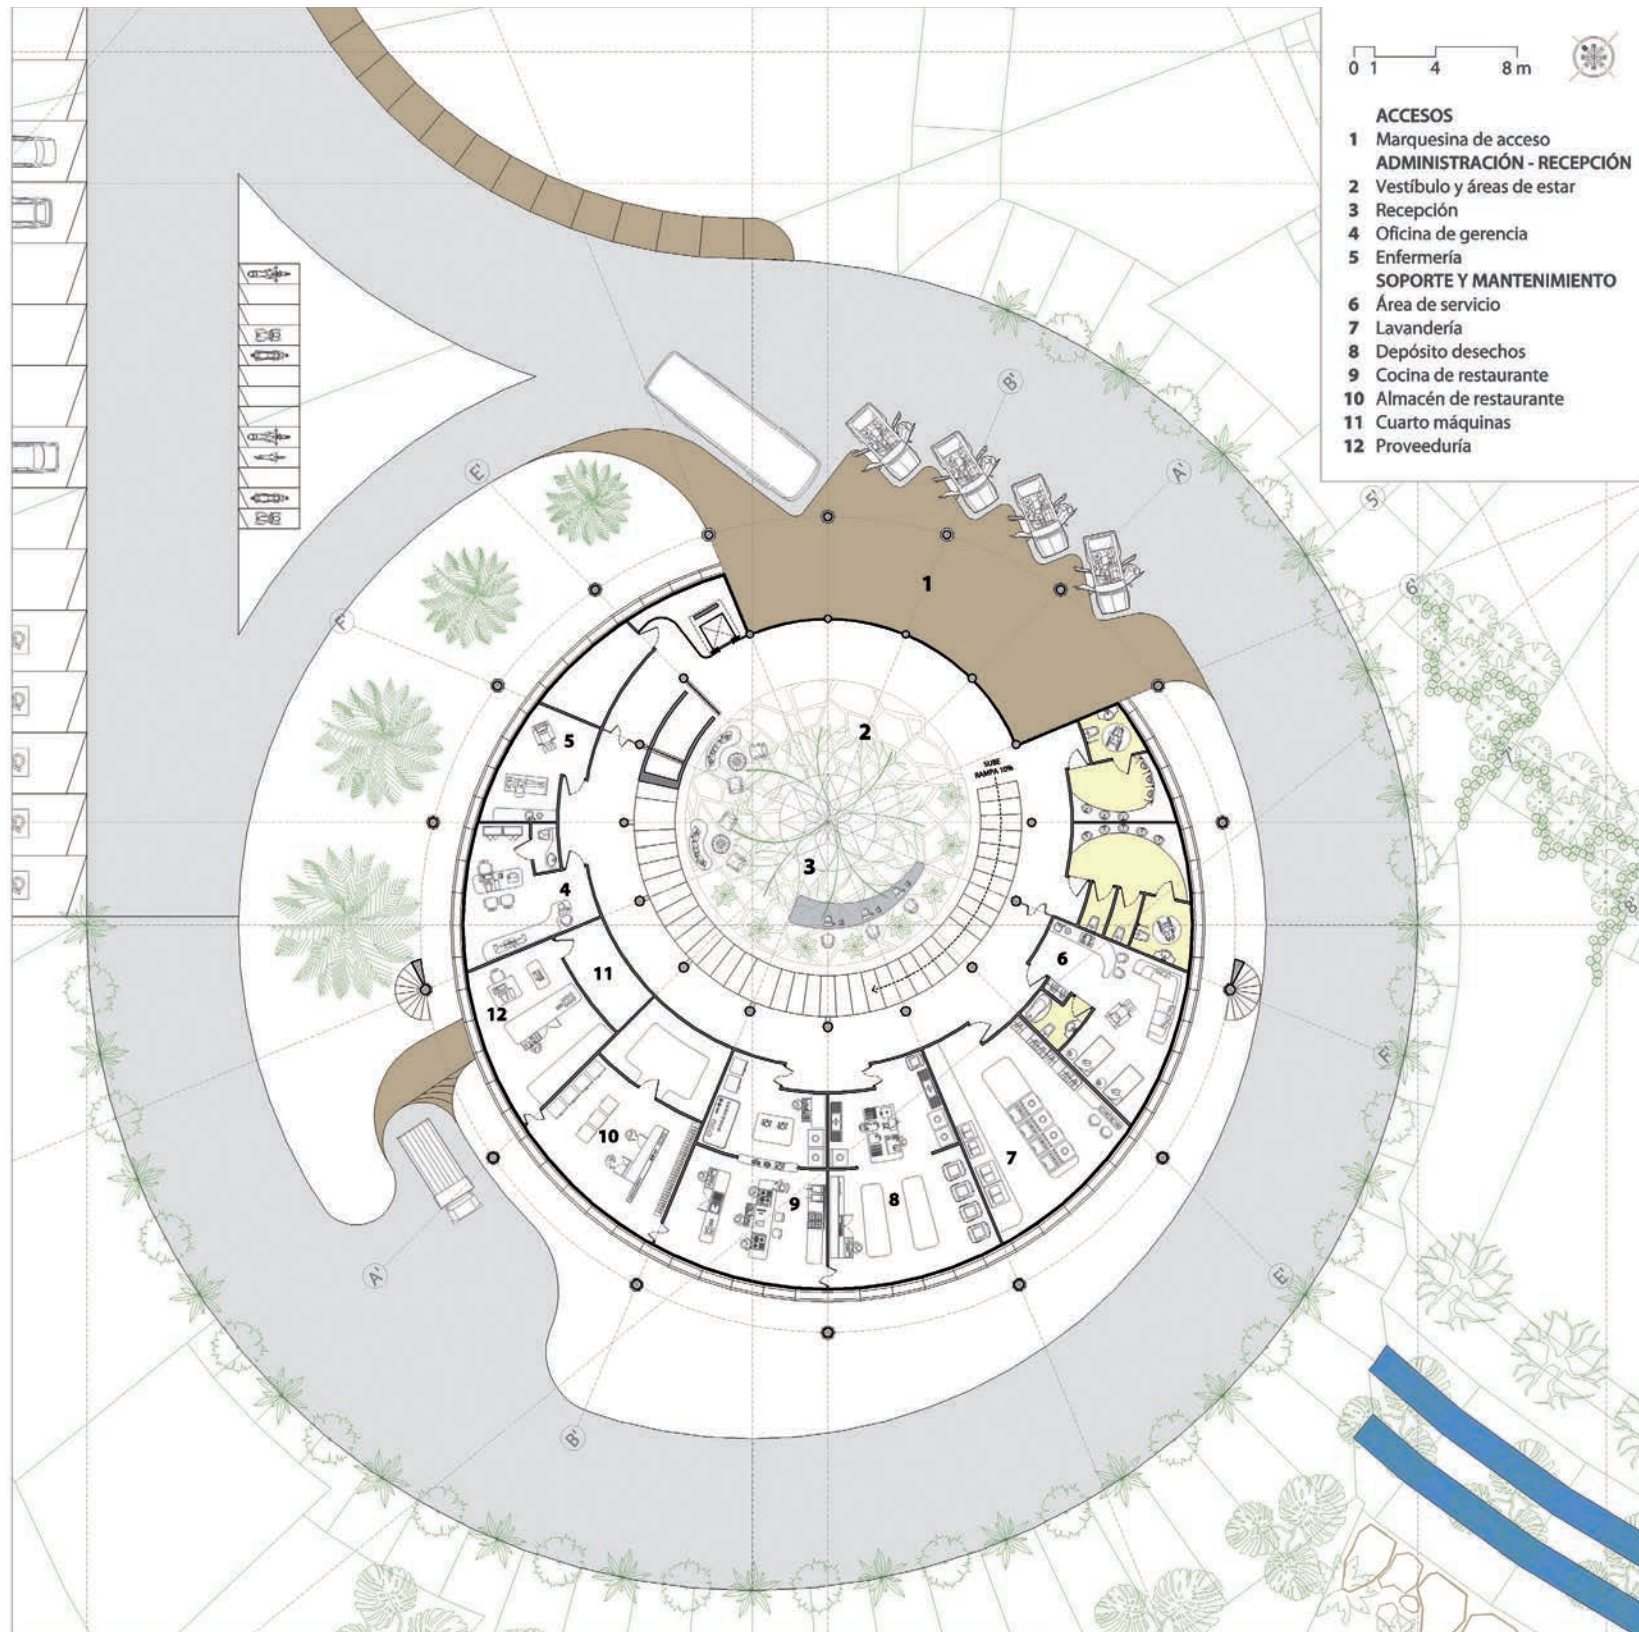 0 1 4 8 m
ACCESOS
1 Marquesina de acceso
ADMINISTRACIÓN - RECEPCIÓN
2 Vestíbulo y áreas de estar
3 Recepción
4 Oficina de gerencia
5 Enfermería
SOPORTE Y MANTENIMIENTO
6 Área de servicio
7 Lavandería
8 Depósito desechos
9 Cocina de restaurante
10 Almacén de restaurante
11 Cuarto máquinas
12 Proveeduría
B'
A'
E'
5'
1
6'
F'
2
5
SUBE
RAMPA 10%
3
4
8'
6
11
12
F'
10
7
9
8
A'
E'
B'